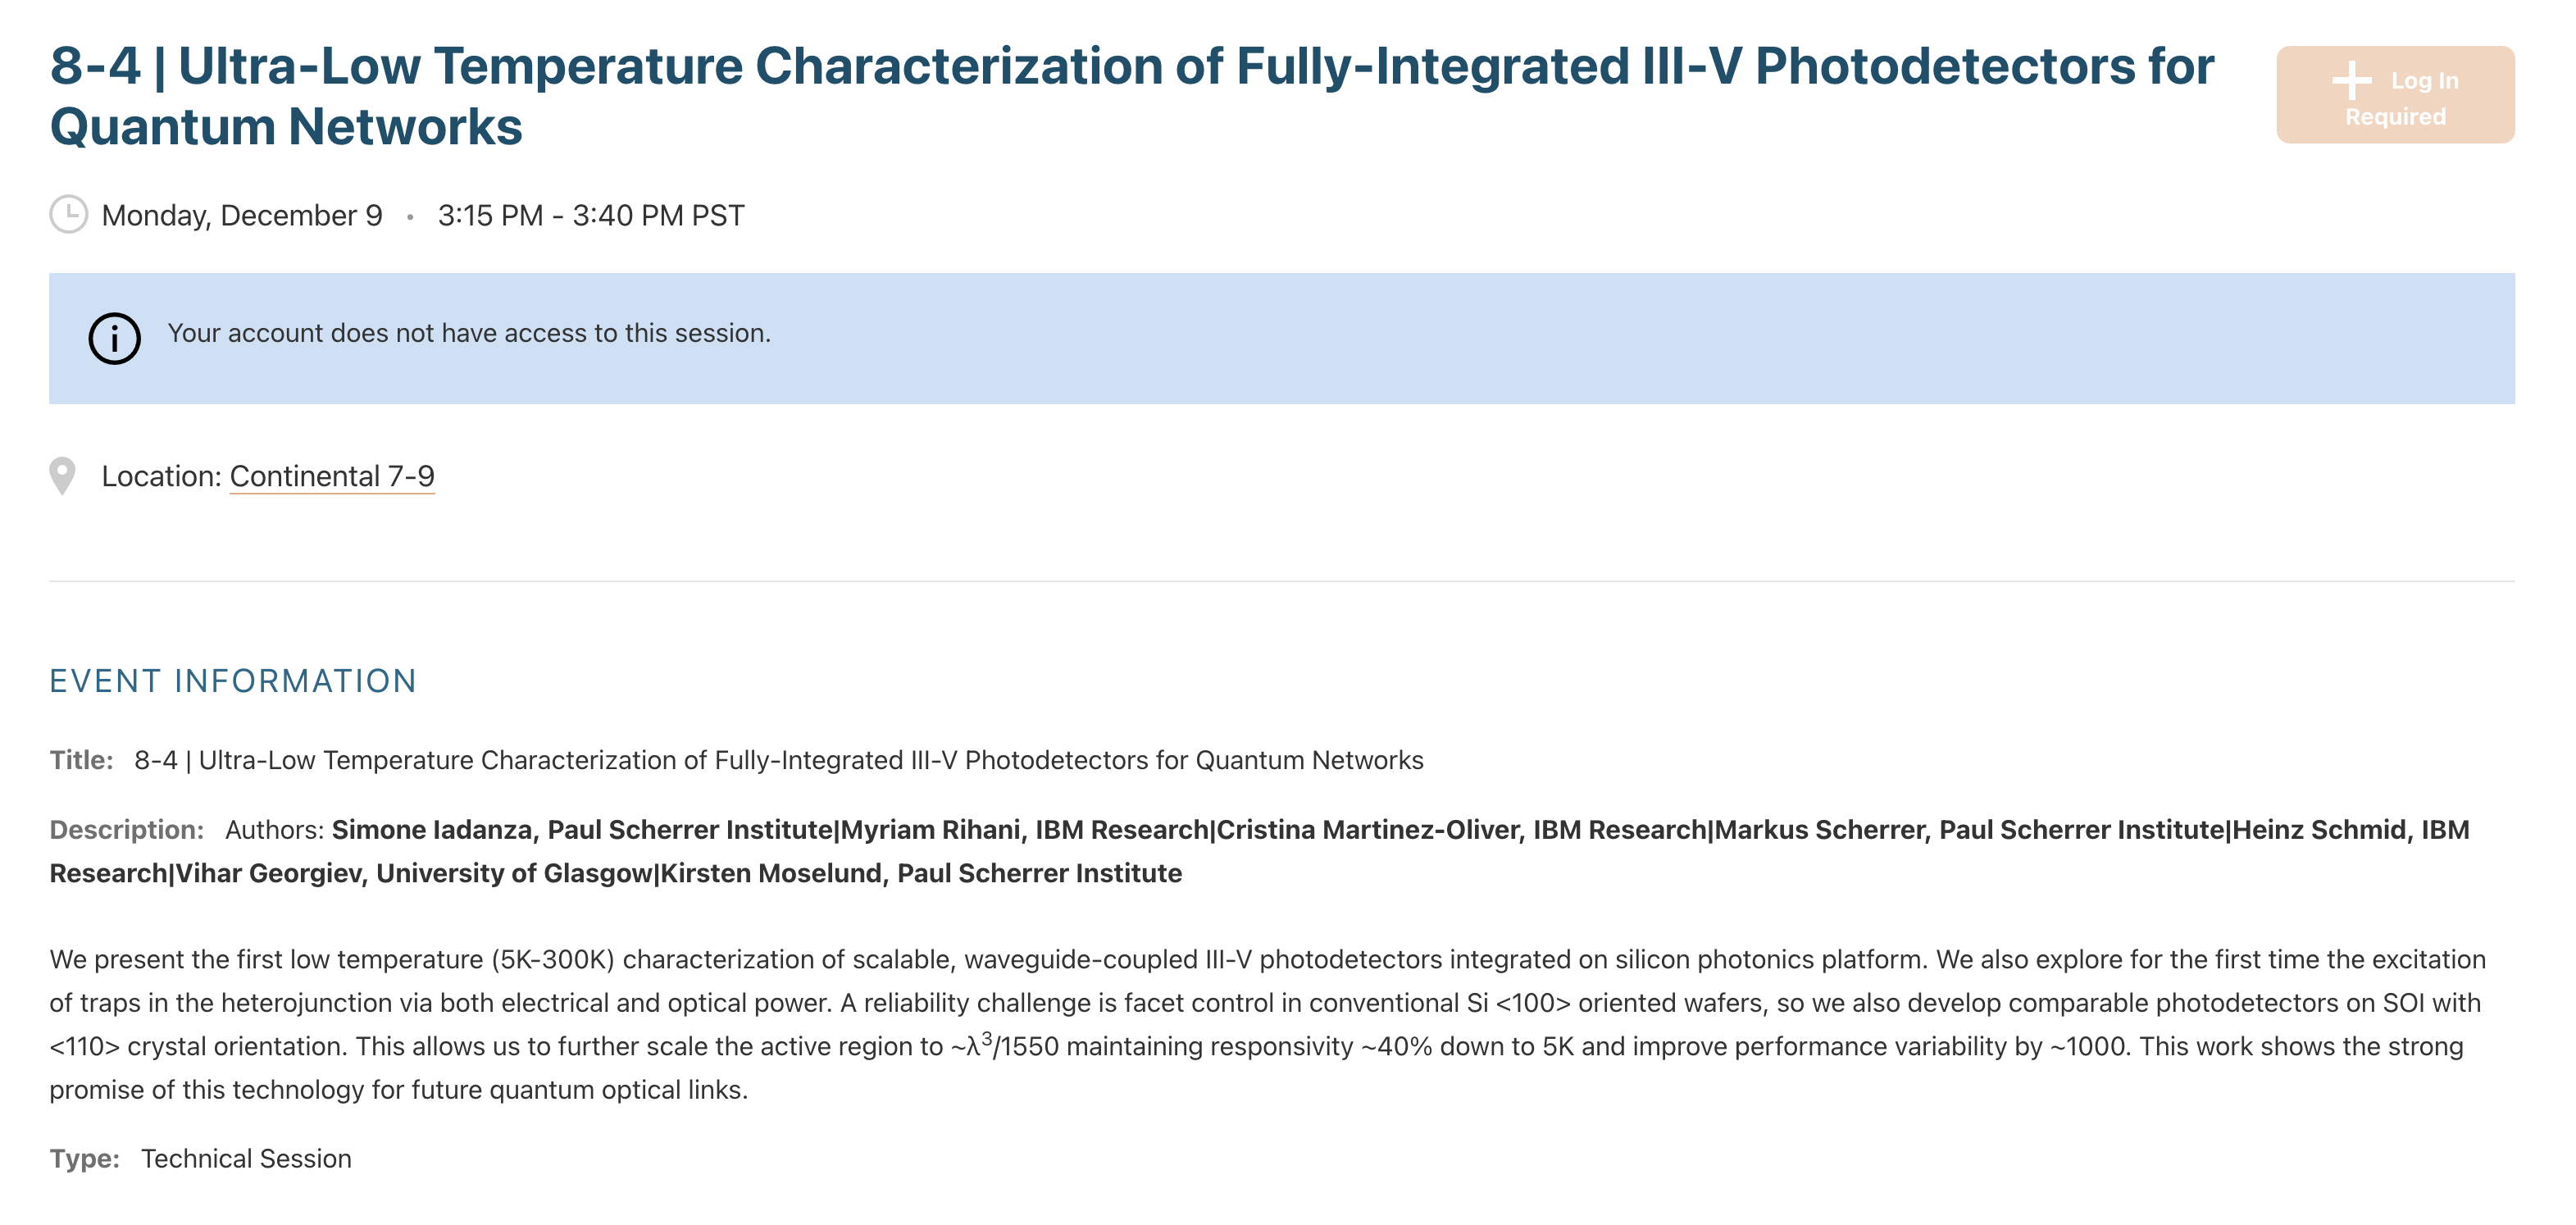 8-4 | Ultra-Low Temperature Characterization of Fully-Integrated III-V Photodetectors for
Quantum Networks
Log In
Required
Monday, December 9 • 3:15 PM - 3:40 PM PST
Your account does not have access to this session.
Location: Continental 7-9
EVENT INFORMATION
Title: 8-4 | Ultra-Low Temperature Characterization of Fully-Integrated III-V Photodetectors for Quantum Networks
Description: Authors: Simone Iadanza, Paul Scherrer Institute|Myriam Rihani, IBM Research|Cristina Martinez-Oliver, IBM Research|Markus Scherrer, Paul Scherrer Institute|Heinz Schmid, IBM
Research|Vihar Georgiev, University of Glasgow|Kirsten Moselund, Paul Scherrer Institute
We present the first low temperature (5K-300K) characterization of scalable, waveguide-coupled III-V photodetectors integrated on silicon photonics platform. We also explore for the first time the excitation
of traps in the heterojunction via both electrical and optical power. A reliability challenge is facet control in conventional Si <100> oriented wafers, so we also develop comparable photodetectors on SOI with
<110> crystal orientation. This allows us to further scale the active region to ~λ³/1550 maintaining responsivity ~40% down to 5K and improve performance variability by ~1000. This work shows the strong
promise of this technology for future quantum optical links.
Type: Technical Session